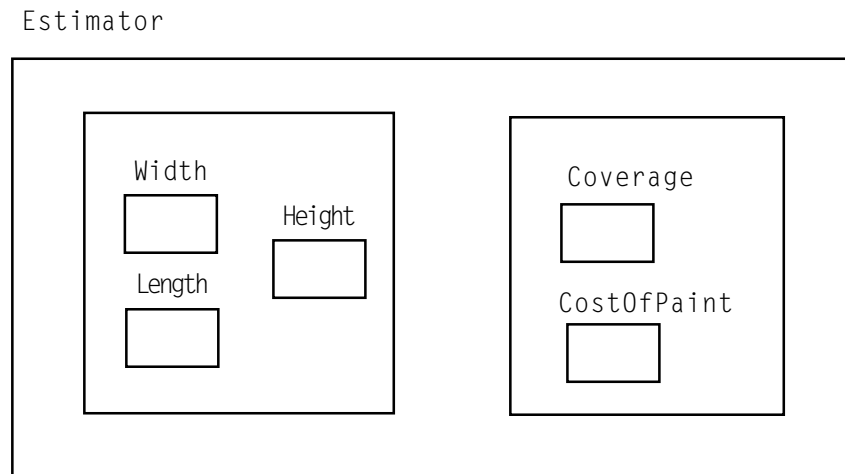 Estimator
Width
Height
Length
Coverage
CostOfPaint